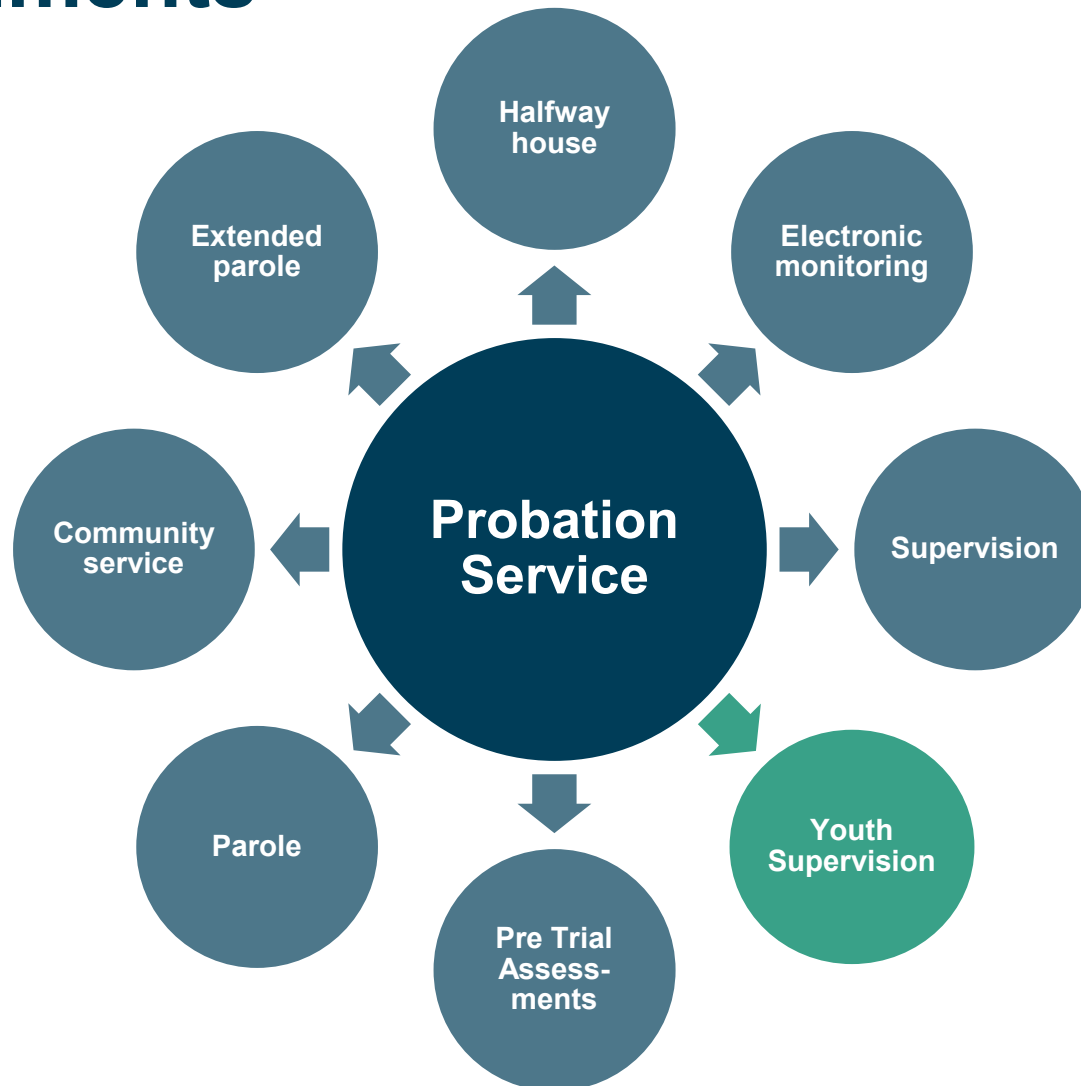 Halfway
house
Extended
parole
Electronic
monitoring
Probation
Service
Community
service
Supervision
Parole
Youth
Supervision
Pre Trial
Assess-
ments